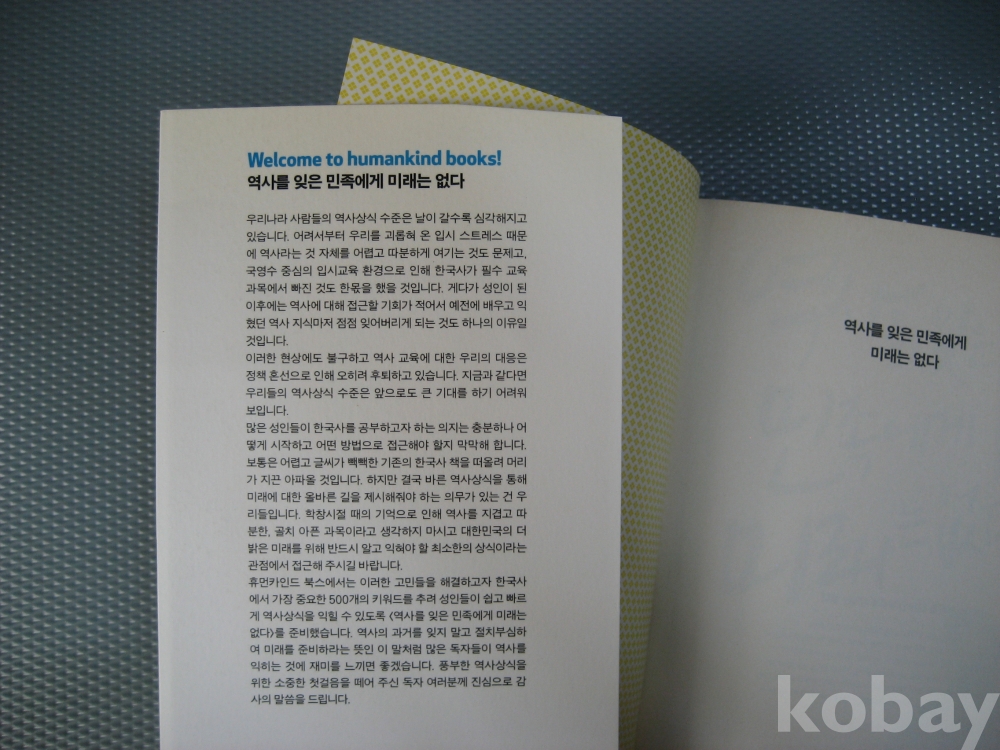 Welcome to humankind books!
역사를 잊은 민족에게 미래는 없다
우리나라 사람들의 역사상식 수준은 날이 갈수록 심각해지고
있습니다. 어려서부터 우리를 괴롭혀 온 입시 스트레스 때문
에 역사라는 것 자체를 어렵고 따분하게 여기는 것도 문제고,
국영수 중심의 입시교육 환경으로 인해 한국사가 필수 교육
과목에서 빠진 것도 한몫을 했을 것입니다. 게다가 성인이 된
이후에는 역사에 대해 접근할 기회가 적어서 예전에 배우고 익
혔던 역사 지식마저 점점 잊어버리게 되는 것도 하나의 이유일
것입니다.
이러한 현상에도 불구하고 역사 교육에 대한 우리의 대응은
정책 혼선으로 인해 오히려 후퇴하고 있습니다. 지금과 같다면
우리들의 역사상식 수준은 앞으로도 큰 기대를 하기 어려워
보입니다.
많은 성인들이 한국사를 공부하고자 하는 의지는 충분하나 어
떻게 시작하고 어떤 방법으로 접근해야 할지 막막해 합니다.
보통은 어렵고 글씨가 빽빽한 기존의 한국사 책을 떠올려 머리
가 지끈 아파올 것입니다. 하지만 결국 바른 역사상식을 통해
미래에 대한 올바른 길을 제시해줘야 하는 의무가 있는 건 우
리들입니다. 학창시절 때의 기억으로 인해 역사를 지겹고 따
분한, 골치 아픈 과목이라고 생각하지 마시고 대한민국의 더
밝은 미래를 위해 반드시 알고 익혀야 할 최소한의 상식이라는
관점에서 접근해 주시길 바랍니다.
휴먼카인드 북스에서는 이러한 고민들을 해결하고자 한국사
에서 가장 중요한 500개의 키워드를 추려 성인들이 쉽고 빠르
게 역사상식을 익힐 수 있도록 <역사를 잊은 민족에게 미래는
없다>를 준비했습니다. 역사의 과거를 잊지 말고 절치부심하
여 미래를 준비하라는 뜻인 이 말처럼 많은 독자들이 역사를
익히는 것에 재미를 느끼면 좋겠습니다. 풍부한 역사상식을
위한 소중한 첫걸음을 떼어 주신 독자 여러분께 진심으로 감
사의 말씀을 드립니다.
역사를 잊은 민족에게
미래는 없다
kobay